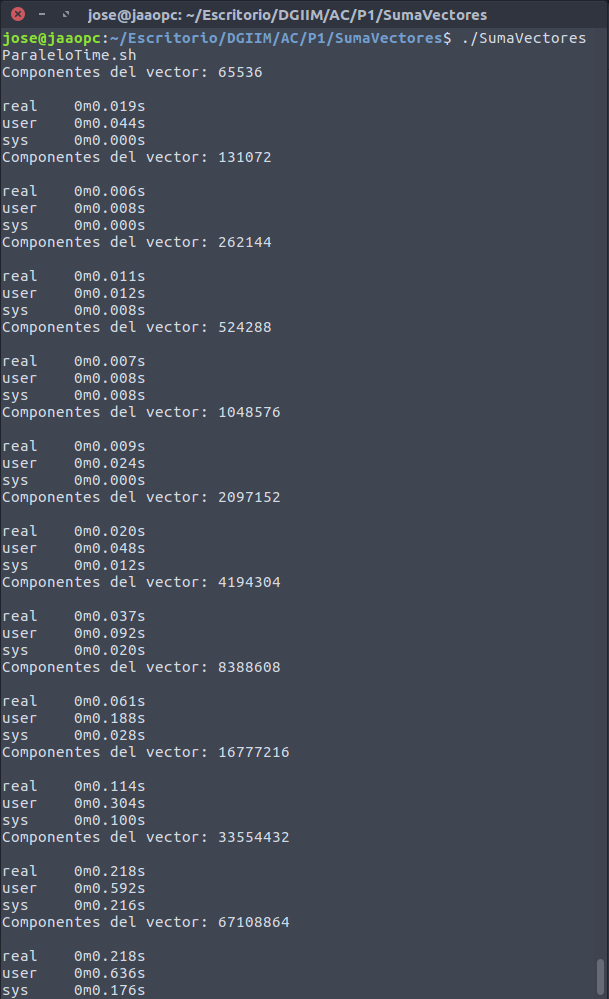 jose@jaaopc: ~/Escritorio/DGIIM/AC/P1/SumaVectores
jose@jaaopc:~/Escritorio/DGIIM/AC/P1/SumaVectores$ ./SumaVectores
ParaleloTime.sh
Componentes del vector: 65536

real    0m0.019s
user    0m0.044s
sys     0m0.000s
Componentes del vector: 131072

real    0m0.006s
user    0m0.008s
sys     0m0.000s
Componentes del vector: 262144

real    0m0.011s
user    0m0.012s
sys     0m0.008s
Componentes del vector: 524288

real    0m0.007s
user    0m0.008s
sys     0m0.008s
Componentes del vector: 1048576

real    0m0.009s
user    0m0.024s
sys     0m0.000s
Componentes del vector: 2097152

real    0m0.020s
user    0m0.048s
sys     0m0.012s
Componentes del vector: 4194304

real    0m0.037s
user    0m0.092s
sys     0m0.020s
Componentes del vector: 8388608

real    0m0.061s
user    0m0.188s
sys     0m0.028s
Componentes del vector: 16777216

real    0m0.114s
user    0m0.304s
sys     0m0.100s
Componentes del vector: 33554432

real    0m0.218s
user    0m0.592s
sys     0m0.216s
Componentes del vector: 67108864

real    0m0.218s
user    0m0.636s
sys     0m0.176s